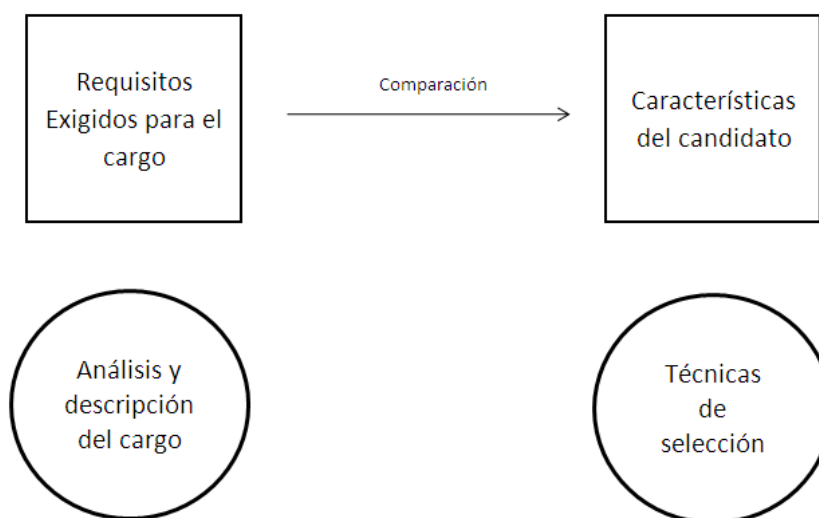 Requisitos
Exigidos para el
cargo
Comparación
Características
del candidato
Análisis y
descripción
del cargo
Técnicas
de
selección